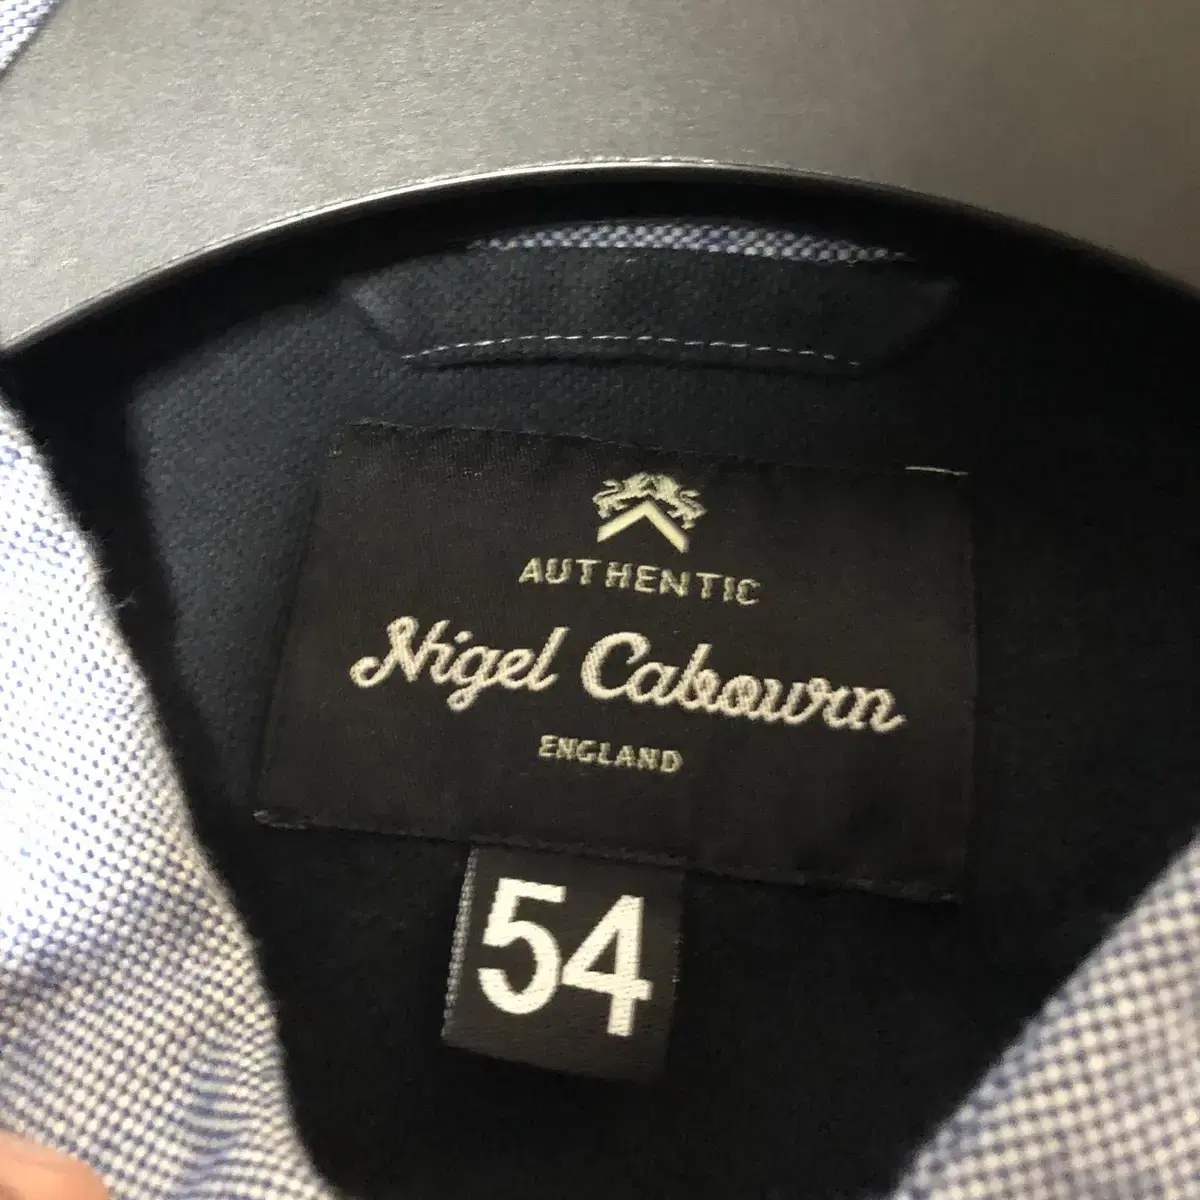 AUTHENTIC
Nigel Cabourn
ENGLAND
54